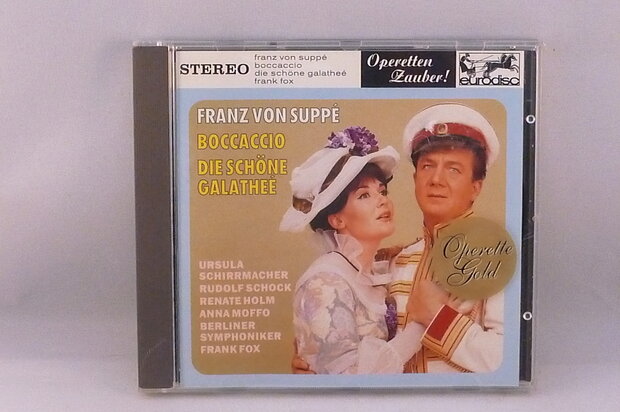 STEREO
franz von suppé
boccaccio
die schöne galatheé
frank fox
Operetten
Zauber!
eurodisc
FRANZ VON SUPPÉ
BOCCACCIO
DIE SCHÖNE
GALATHEÉ
URSULA
SCHIRRMACHER
RUDOLF SCHOCK
RENATE HOLM
ANNA MOFFO
BERLINER
SYMPHONIKER
FRANK FOX
Operette
Gold